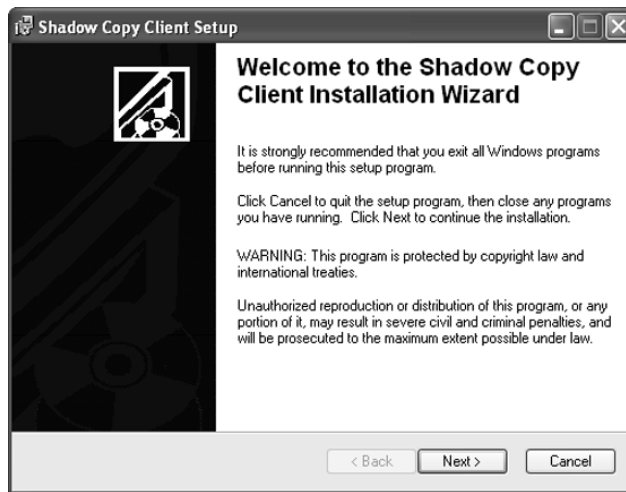 Shadow Copy Client Setup
Welcome to the Shadow Copy
Client Installation Wizard
It is strongly recommended that you exit all Windows programs
before running this setup program.
Click Cancel to quit the setup program, then close any programs
you have running. Click Next to continue the installation.
WARNING: This program is protected by copyright law and
international treaties.
Unauthorized reproduction or distribution of this program, or any
portion of it, may result in severe civil and criminal penalties, and
will be prosecuted to the maximum extent possible under law.
< Back Next > Cancel